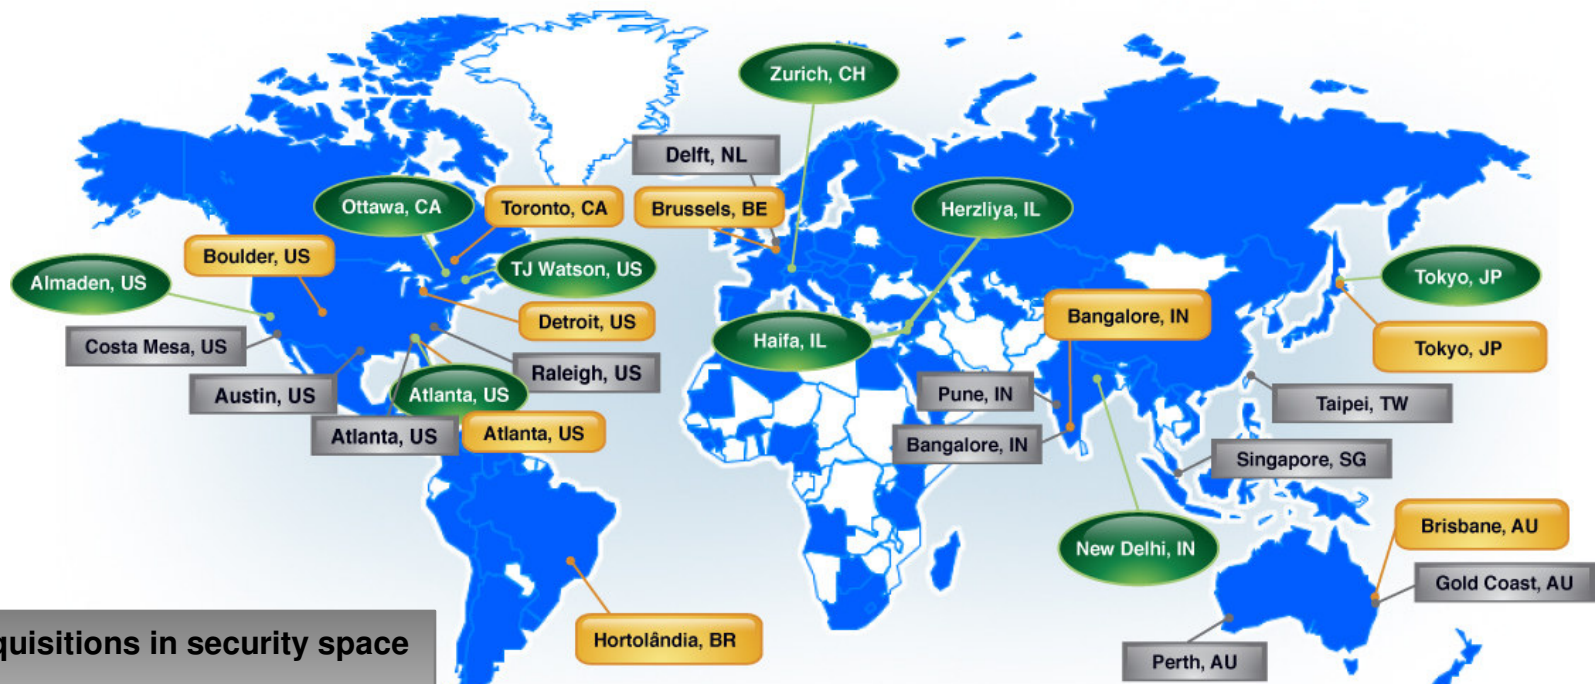 Zurich, CH
Delft, NL
Ottawa, CA
Toronto, CA
Brussels, BE
Herzliya, IL
Boulder, US
TJ Watson, US
Almaden, US
Tokyo, JP
Detroit, US
Bangalore, IN
Costa Mesa, US
Haifa, IL
Tokyo, JP
Raleigh, US
Austin, US
Atlanta, US
Pune, IN
Taipei, TW
Atlanta, US
Atlanta, US
Bangalore, IN
Singapore, SG
Brisbane, AU
New Delhi, IN
Gold Coast, AU
Hortolândia, BR
quisitions in security space
Perth, AU